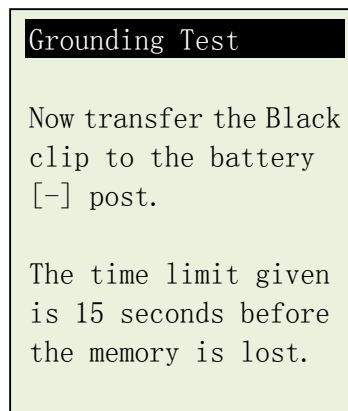 Grounding Test
Now transfer the Black
clip to the battery
[-] post.
The time limit given
is 15 seconds before
the memory is lost.